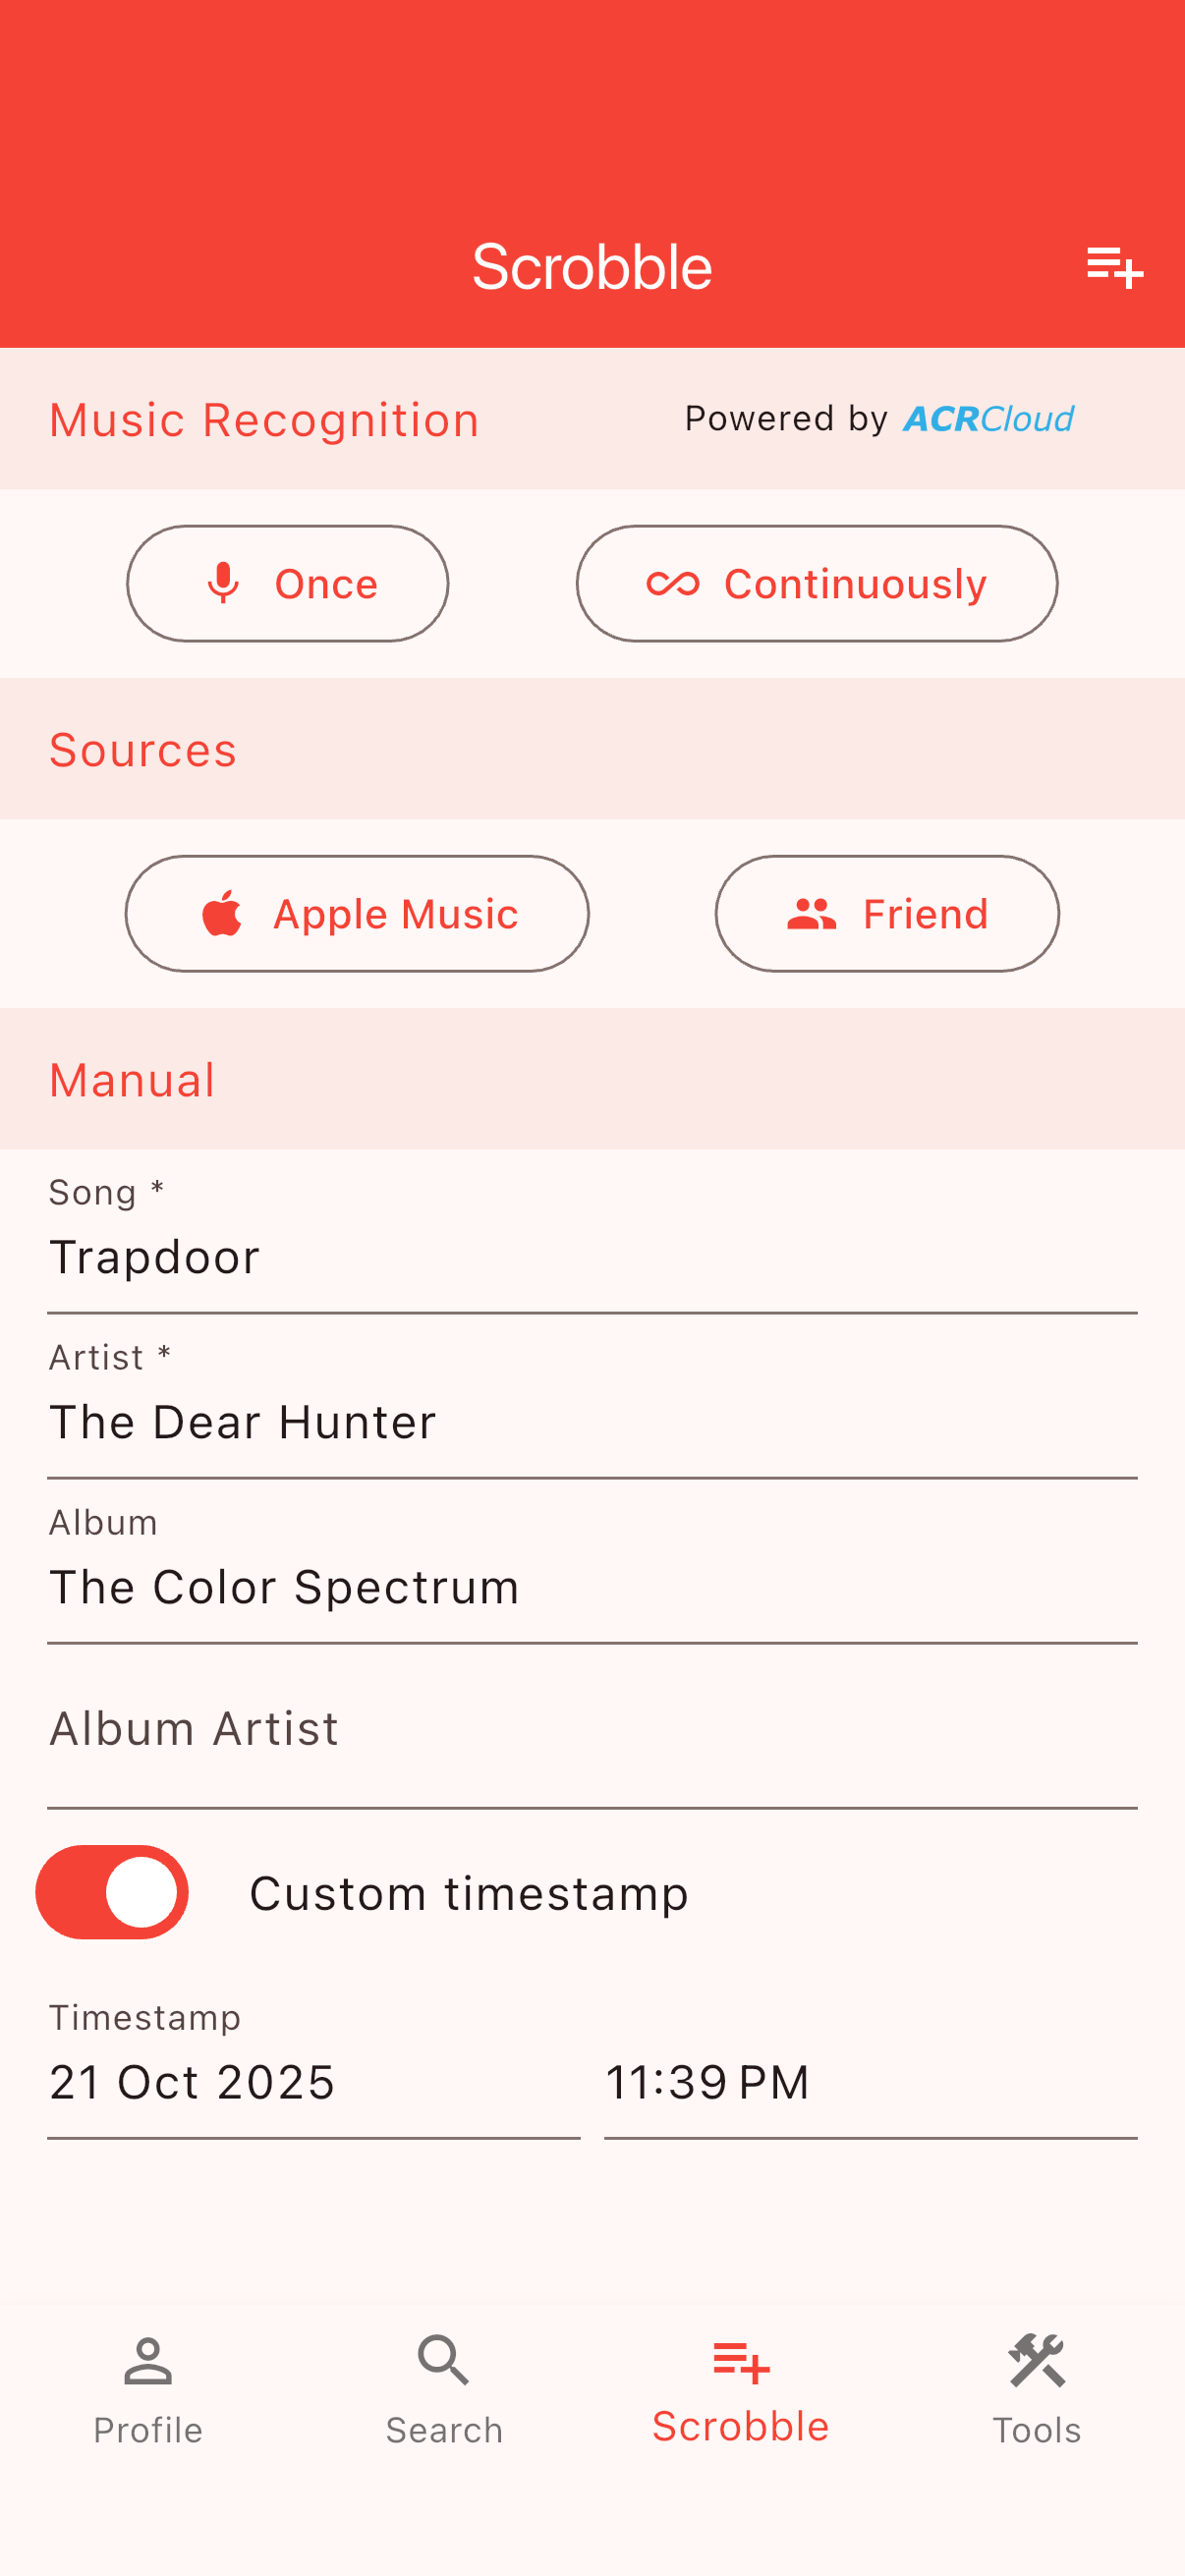 Scrobble
Music Recognition
Powered by ACRCloud
Once
Continuously
Sources
Apple Music
Friend
Manual
Song *
Trapdoor
Artist *
The Dear Hunter
Album
The Color Spectrum
Album Artist
Custom timestamp
Timestamp
21 Oct 2025
11:39 PM
Profile
Search
Scrobble
Tools